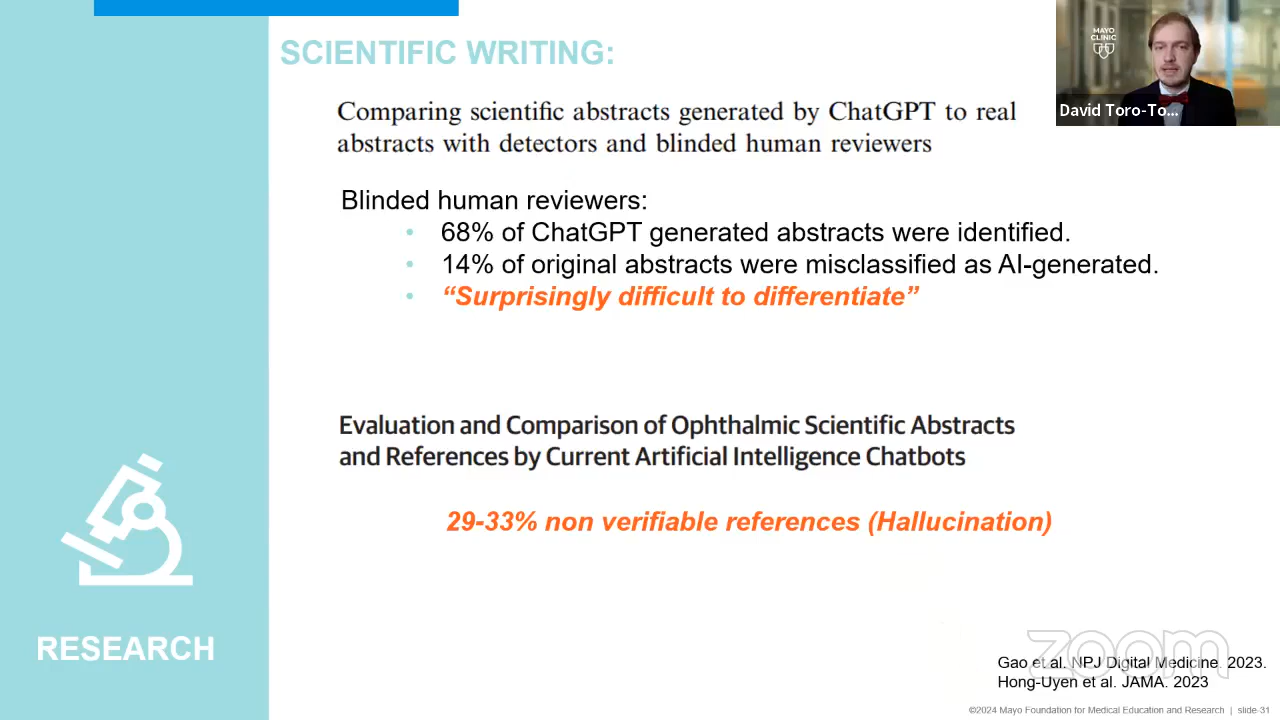 SCIENTIFIC WRITING:
MAYO
CLINIC
David Toro-To...
Comparing scientific abstracts generated by ChatGPT to real
abstracts with detectors and blinded human reviewers
Blinded human reviewers:
• 68% of ChatGPT generated abstracts were identified.
• 14% of original abstracts were misclassified as AI-generated.
• “Surprisingly difficult to differentiate”
Evaluation and Comparison of Ophthalmic Scientific Abstracts
and References by Current Artificial Intelligence Chatbots
29-33% non verifiable references (Hallucination)
RESEARCH
zoom
Gao et al. NPJ Digital Medicine. 2023.
Hong-Uyen et al. JAMA. 2023
©2024 Mayo Foundation for Medical Education and Research | slide-31